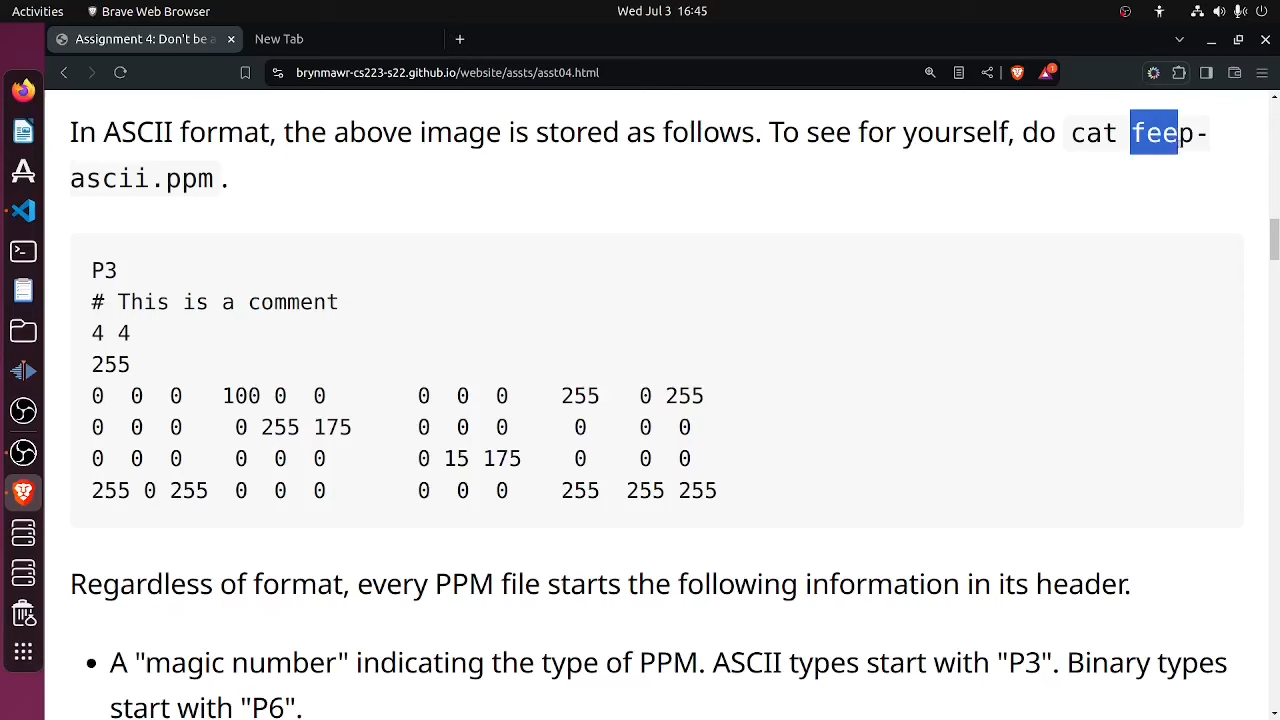 Activities Brave Web Browser Wed Jul 3 16:45
Assignment 4: Don't be a New Tab
brynmawr-cs223-s22.github.io/website/assts/asst04.html
1
In ASCII format, the above image is stored as follows. To see for yourself, do cat feep-
ascii.ppm.
P3
# This is a comment
4 4
255
0 0 0 100 0 0 0 0 0 255 0 255
0 0 0 0 255 175 0 0 0 0 0 0
0 0 0 0 0 0 0 15 175 0 0 0
255 0 255 0 0 0 0 0 0 255 255 255
Regardless of format, every PPM file starts the following information in its header.
• A "magic number" indicating the type of PPM. ASCII types start with "P3". Binary types
start with "P6".